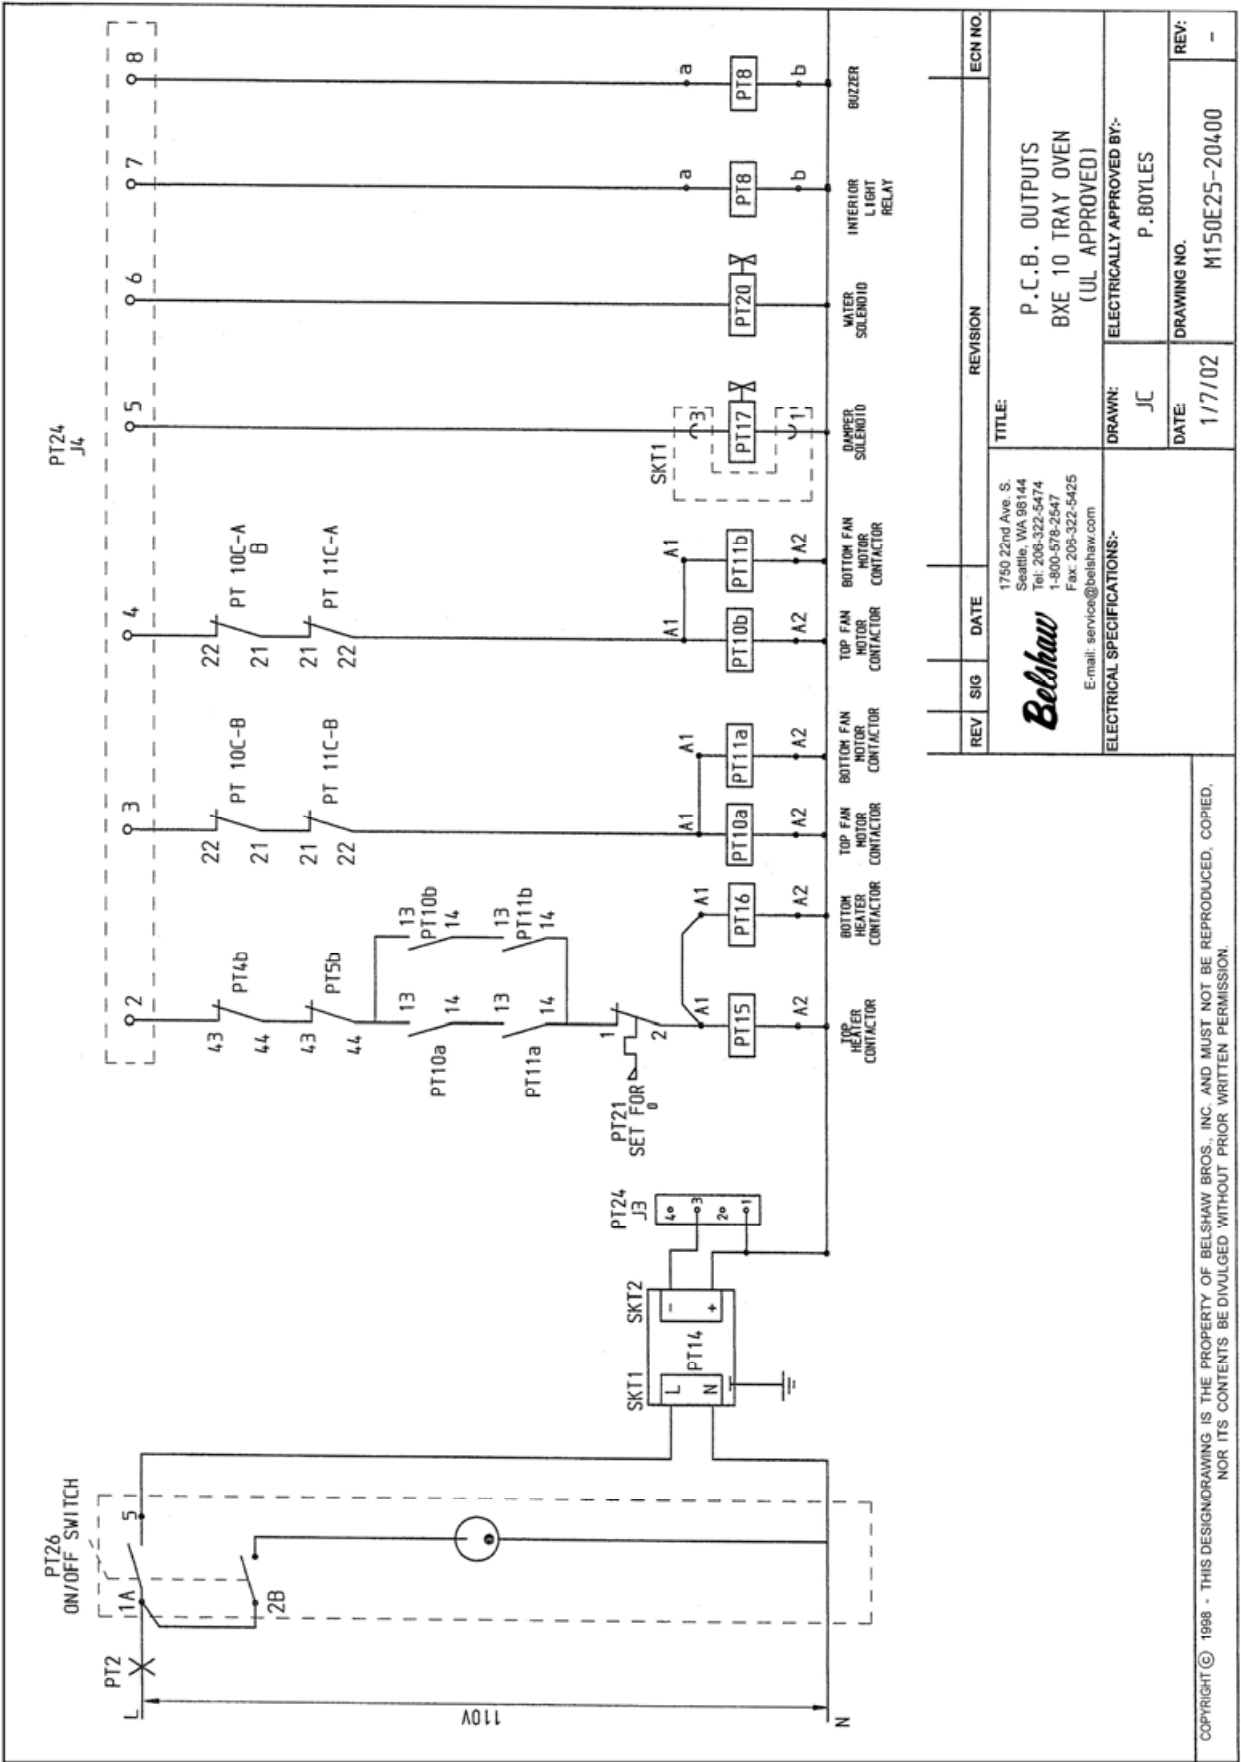 PT26
ON/OFF SWITCH
PT2
L
1A
5
2B
110V
N
SKT1
SKT2
L
N
PT14
-
+
PT24
J3
4
3
2
1
PT24
J4
2
3
4
5
6
7
8
43
PT4b
44
43
PT5b
44
13
PT10a
14
13
PT11a
14
13
PT10b
14
13
PT11b
14
PT21
SET FOR
0
1
2
22
PT 10C-B
21
21
PT 11C-B
22
22
PT 10C-A
B
21
21
PT 11C-A
22
A1
PT15
A2
A1
PT16
A2
A1
PT10a
A2
A1
PT11a
A2
A1
PT10b
A2
A1
PT11b
A2
SKT1
3
PT17
1
PT20
a
PT8
b
a
PT8
b
TOP
HEATER
CONTACTOR
BOTTOM
HEATER
CONTACTOR
TOP FAN
MOTOR
CONTACTOR
BOTTOM FAN
MOTOR
CONTACTOR
TOP FAN
MOTOR
CONTACTOR
BOTTOM FAN
MOTOR
CONTACTOR
DAMPER
SOLENOID
WATER
SOLENOID
INTERIOR
LIGHT
RELAY
BUZZER
REV SIG DATE REVISION ECN NO.
Belshaw
1750 22nd Ave. S.
Seattle, WA 98144
Tel: 206-322-5474
1-800-578-2547
Fax: 206-322-5425
E-mail: service@belshaw.com
TITLE:
P.C.B. OUTPUTS
BXE 10 TRAY OVEN
(UL APPROVED)
ELECTRICAL SPECIFICATIONS:-
DRAWN:
JC
ELECTRICALLY APPROVED BY:-
P.BOYLES
DATE:
1/7/02
DRAWING NO.
M150E25-20400
REV:
-
COPYRIGHT © 1998 - THIS DESIGN/DRAWING IS THE PROPERTY OF BELSHAW BROS., INC. AND MUST NOT BE REPRODUCED, COPIED,
NOR ITS CONTENTS BE DIVULGED WITHOUT PRIOR WRITTEN PERMISSION.